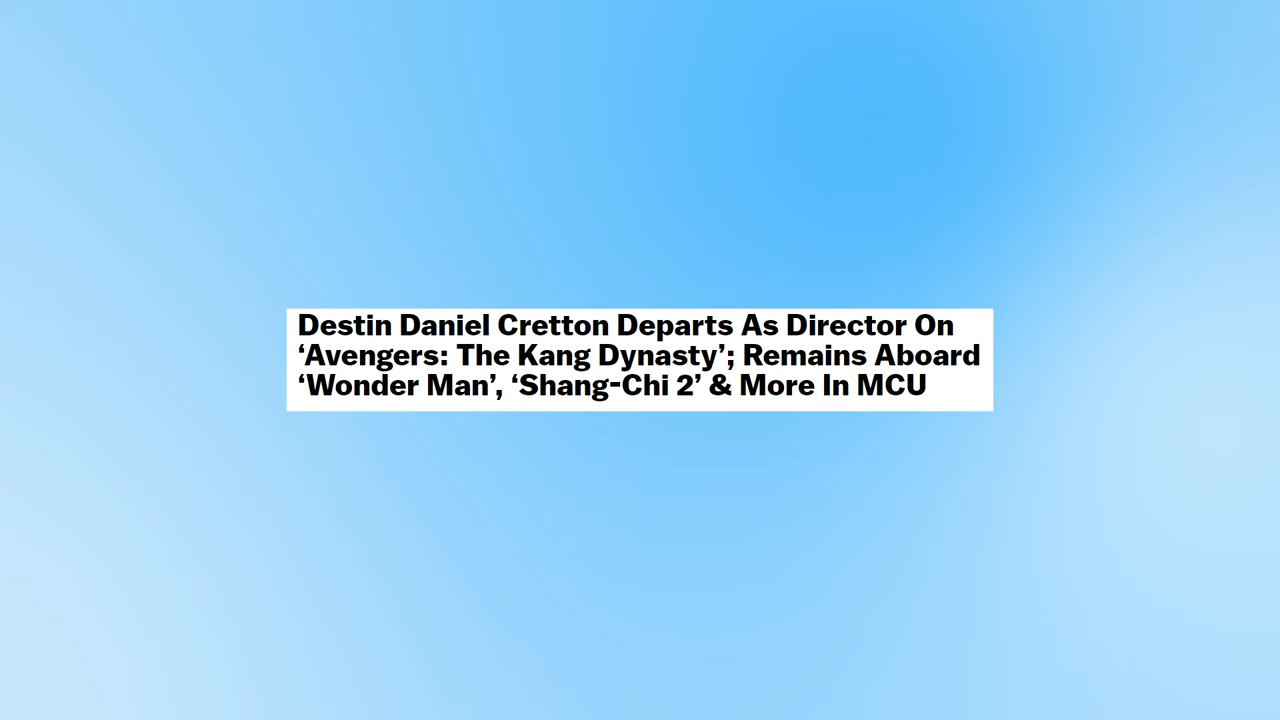 Destin Daniel Cretton Departs As Director On
‘Avengers: The Kang Dynasty’; Remains Aboard
‘Wonder Man’, ‘Shang-Chi 2’ & More In MCU